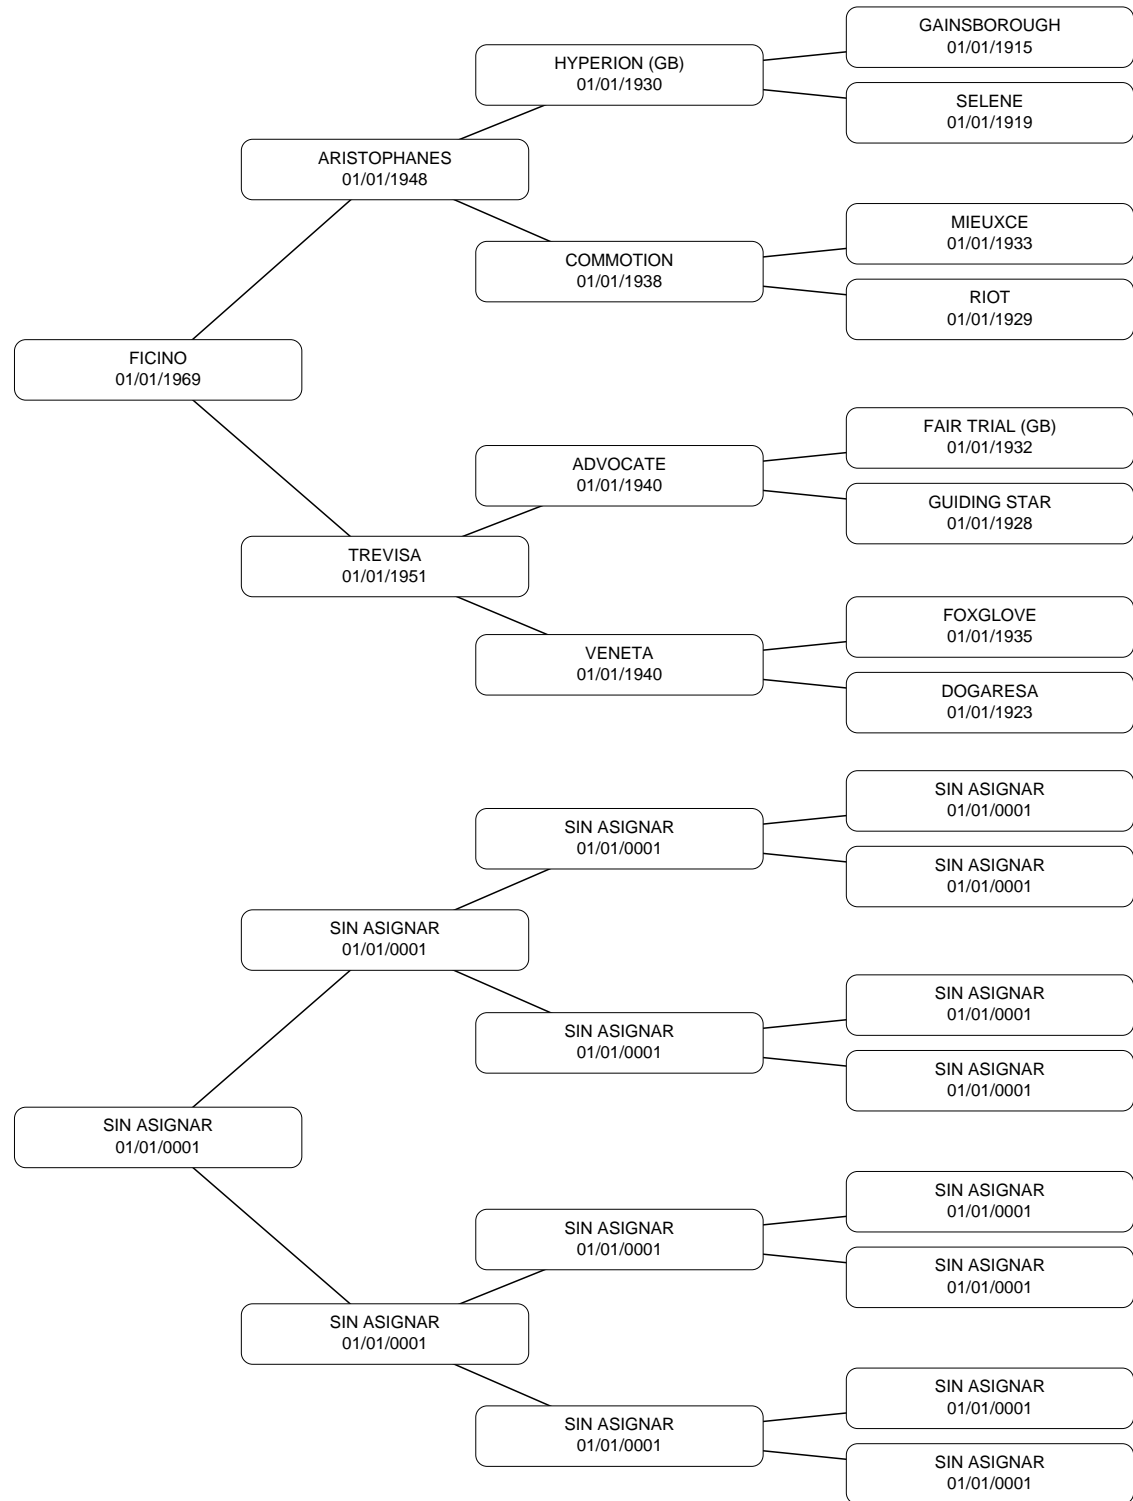 GAINSBOROUGH
01/01/1915
HYPERION (GB)
01/01/1930
SELENE
01/01/1919
ARISTOPHANES
01/01/1948
MIEUXCE
01/01/1933
COMMOTION
01/01/1938
RIOT
01/01/1929
FICINO
01/01/1969
FAIR TRIAL (GB)
01/01/1932
ADVOCATE
01/01/1940
GUIDING STAR
01/01/1928
TREVISA
01/01/1951
FOXGLOVE
01/01/1935
VENETA
01/01/1940
DOGARESA
01/01/1923
SIN ASIGNAR
01/01/0001
SIN ASIGNAR
01/01/0001
SIN ASIGNAR
01/01/0001
SIN ASIGNAR
01/01/0001
SIN ASIGNAR
01/01/0001
SIN ASIGNAR
01/01/0001
SIN ASIGNAR
01/01/0001
SIN ASIGNAR
01/01/0001
SIN ASIGNAR
01/01/0001
SIN ASIGNAR
01/01/0001
SIN ASIGNAR
01/01/0001
SIN ASIGNAR
01/01/0001
SIN ASIGNAR
01/01/0001
SIN ASIGNAR
01/01/0001
SIN ASIGNAR
01/01/0001